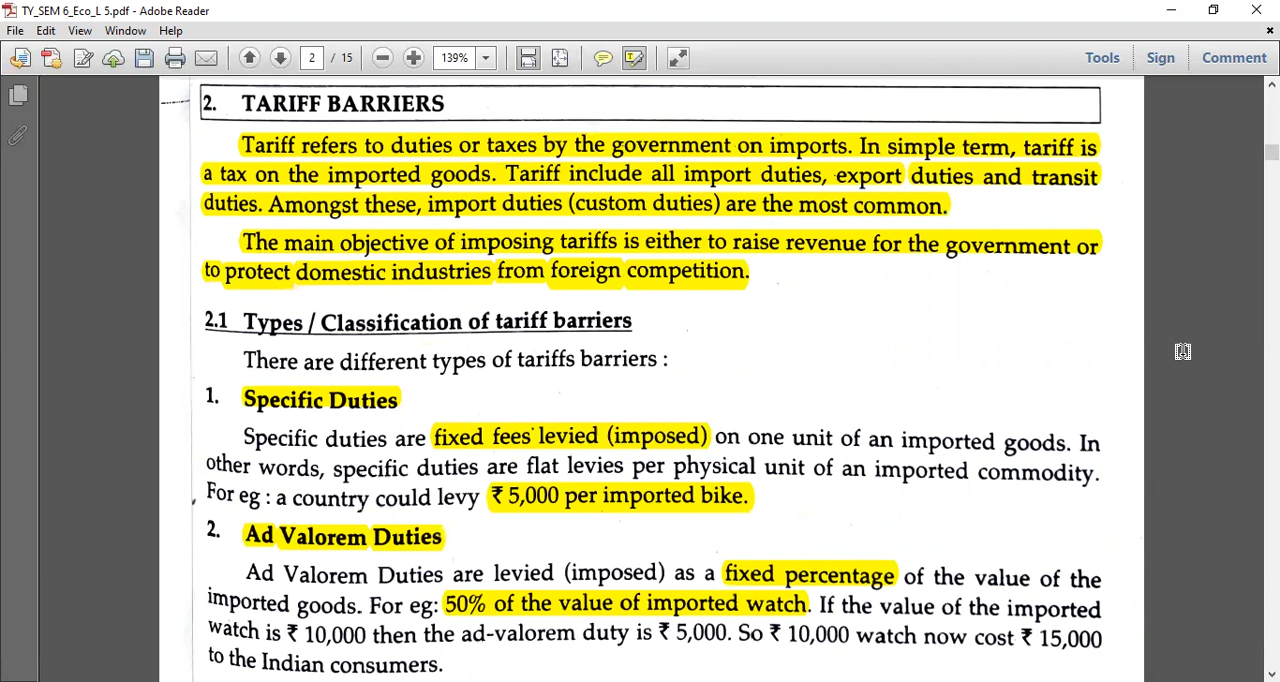 TY_SEM 6_Eco_L 5.pdf - Adobe Reader
File Edit View Window Help
2 / 15 139% Tools Sign Comment
2. TARIFF BARRIERS
Tariff refers to duties or taxes by the government on imports. In simple term, tariff is
a tax on the imported goods. Tariff include all import duties, export duties and transit
duties. Amongst these, import duties (custom duties) are the most common.
The main objective of imposing tariffs is either to raise revenue for the government or
to protect domestic industries from foreign competition.
2.1 Types / Classification of tariff barriers
There are different types of tariffs barriers :
1. Specific Duties
Specific duties are fixed fees levied (imposed) on one unit of an imported goods. In
other words, specific duties are flat levies per physical unit of an imported commodity.
For eg : a country could levy ₹ 5,000 per imported bike.
2. Ad Valorem Duties
Ad Valorem Duties are levied (imposed) as a fixed percentage of the value of the
imported goods. For eg: 50% of the value of imported watch. If the value of the imported
watch is ₹ 10,000 then the ad-valorem duty is ₹ 5,000. So ₹ 10,000 watch now cost ₹ 15,000
to the Indian consumers.